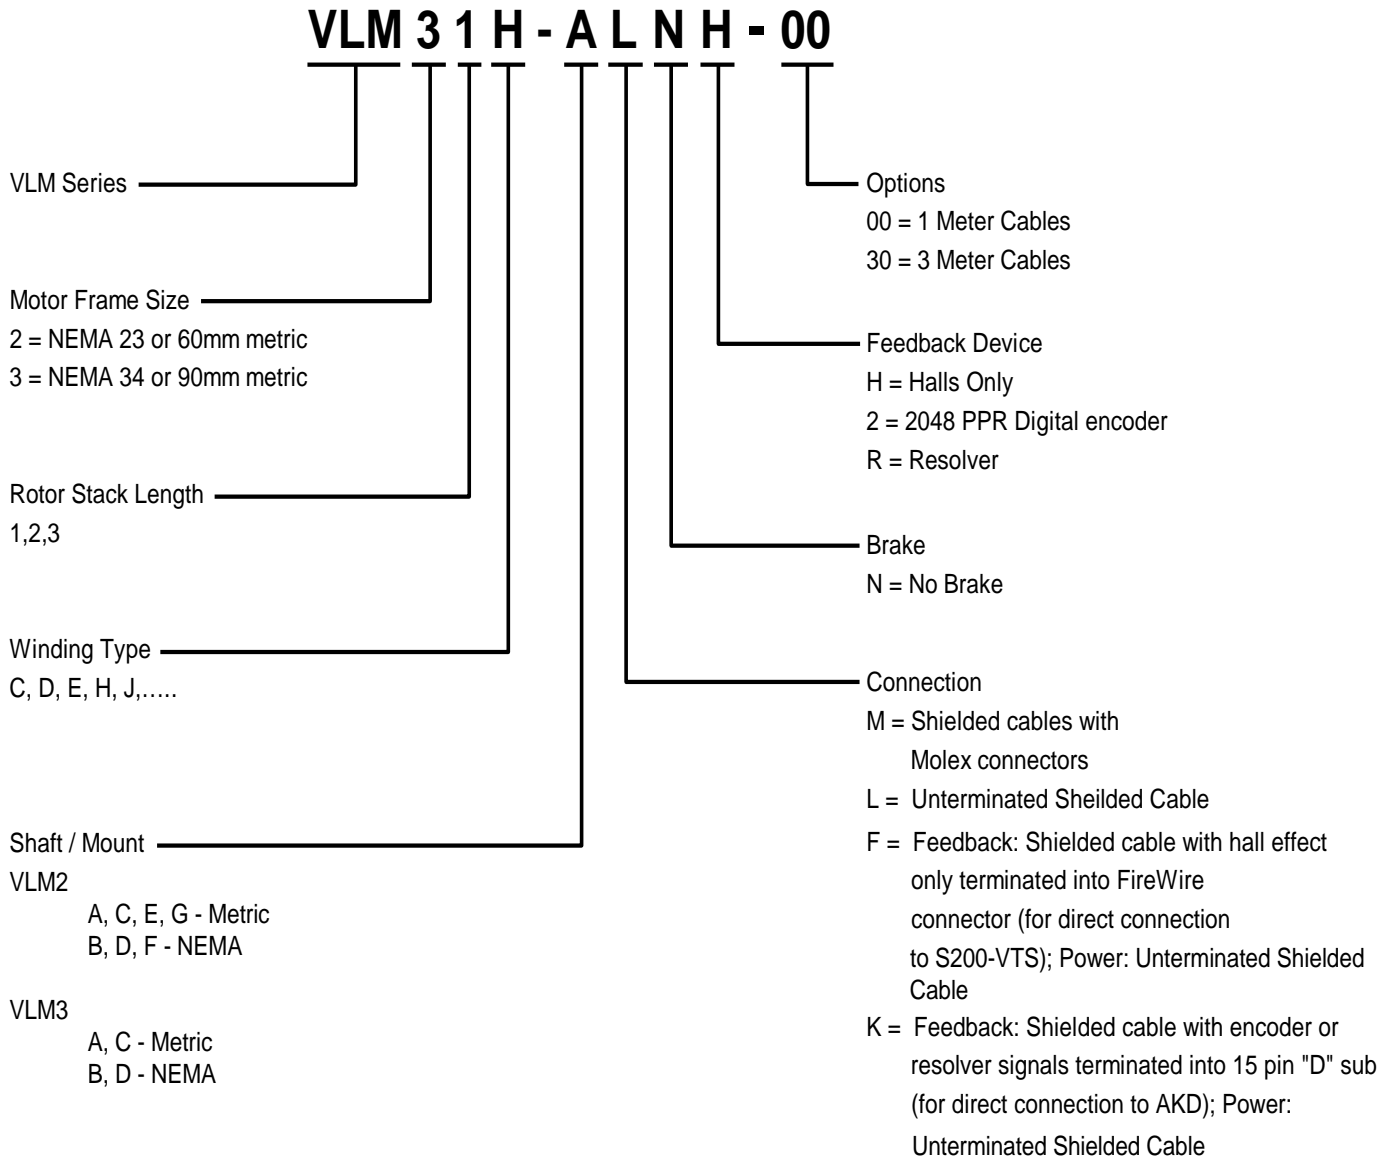 VLM 3 1 H - A L N H - 00
VLM Series
Motor Frame Size
2 = NEMA 23 or 60mm metric
3 = NEMA 34 or 90mm metric
Rotor Stack Length
1,2,3
Winding Type
C, D, E, H, J,.....
Shaft / Mount
VLM2
A, C, E, G - Metric
B, D, F - NEMA
VLM3
A, C - Metric
B, D - NEMA
Options
00 = 1 Meter Cables
30 = 3 Meter Cables
Feedback Device
H = Halls Only
2 = 2048 PPR Digital encoder
R = Resolver
Brake
N = No Brake
Connection
M = Shielded cables with
Molex connectors
L = Unterminated Sheilded Cable
F = Feedback: Shielded cable with hall effect
only terminated into FireWire
connector (for direct connection
to S200-VTS); Power: Unterminated Shielded
Cable
K = Feedback: Shielded cable with encoder or
resolver signals terminated into 15 pin "D" sub
(for direct connection to AKD); Power:
Unterminated Shielded Cable